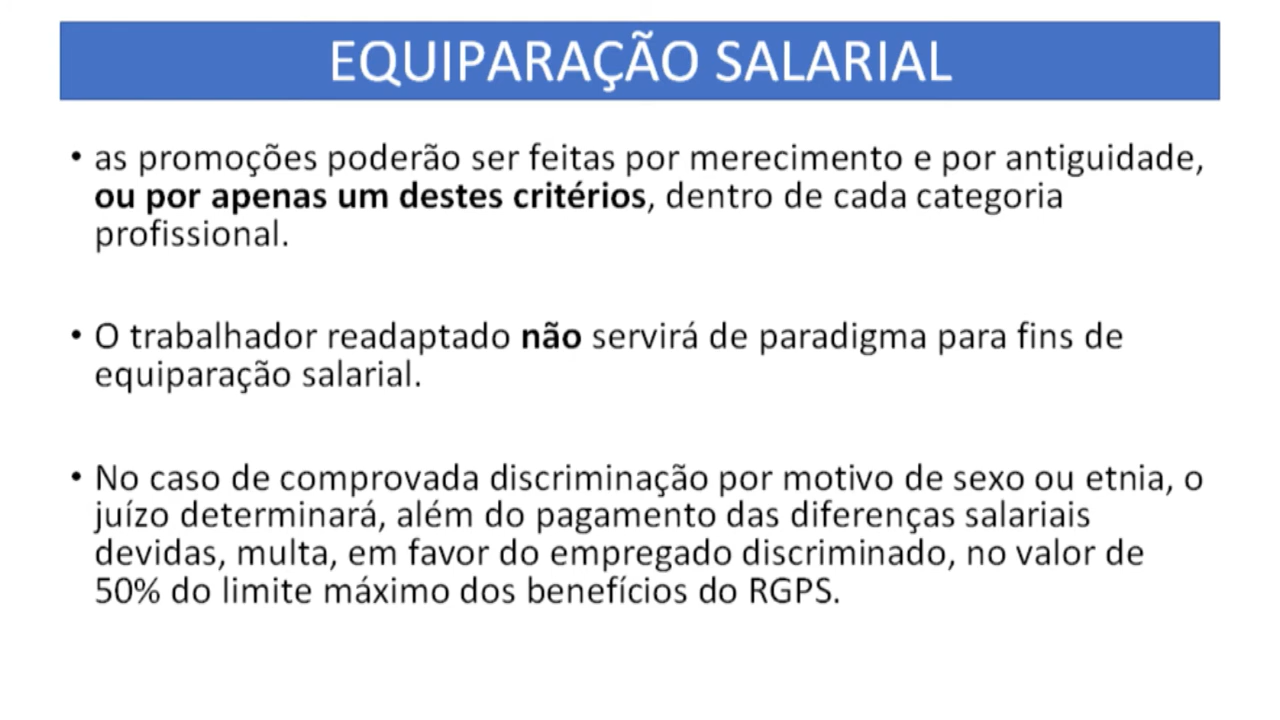 EQUIPARAÇÃO SALARIAL
• as promoções poderão ser feitas por merecimento e por antiguidade,
ou por apenas um destes critérios, dentro de cada categoria
profissional.
• O trabalhador readaptado não servirá de paradigma para fins de
equiparação salarial.
• No caso de comprovada discriminação por motivo de sexo ou etnia, o
juízo determinará, além do pagamento das diferenças salariais
devidas, multa, em favor do empregado discriminado, no valor de
50% do limite máximo dos benefícios do RGPS.